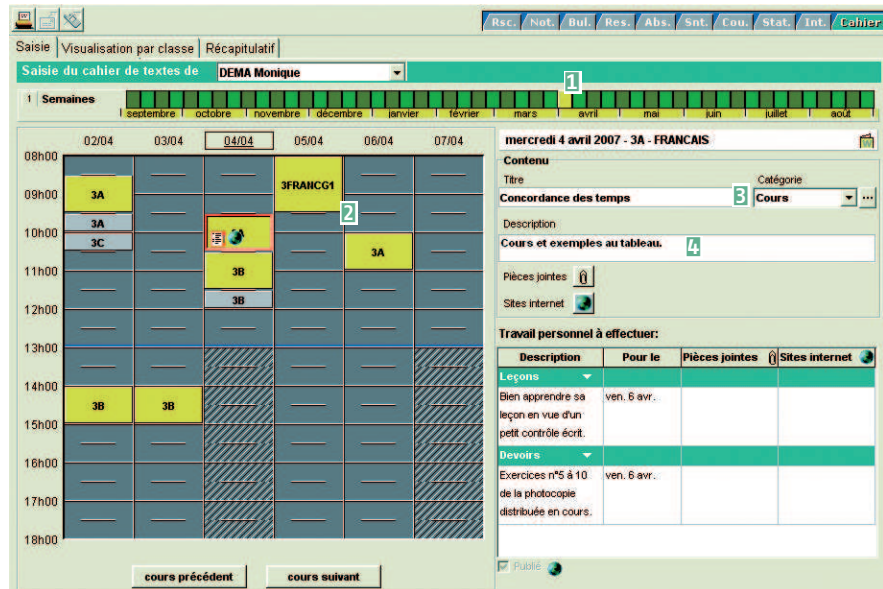 Rsc. Not. Bul. Res. Abs. Snt. Cou. Stat. Int. Cahier
Saisie Visualisation par classe Récapitulatif
Saisie du cahier de textes de DEMA Monique
1
1 Semaines
septembre octobre novembre décembre janvier février mars avril mai juin juillet août
02/04 03/04 04/04 05/04 06/04 07/04
08h00
09h00
10h00
11h00
12h00
13h00
14h00
15h00
16h00
17h00
18h00
3A
3A
3C
3B
3B
3B
3B
3FRANCG1
2
3A
cours précédent cours suivant
mercredi 4 avril 2007 - 3A - FRANCAIS
Contenu
Titre Catégorie
Concordance des temps 3 Cours ...
Description
Cours et exemples au tableau. 4
Pièces jointes
Sites internet
Travail personnel à effectuer:
Description Pour le Pièces jointes Sites internet
Leçons
Bien apprendre sa ven. 6 avr.
leçon en vue d'un
petit contrôle écrit.
Devoirs
Exercices n°5 à 10 ven. 6 avr.
de la photocopie
distribuée en cours.
Publié